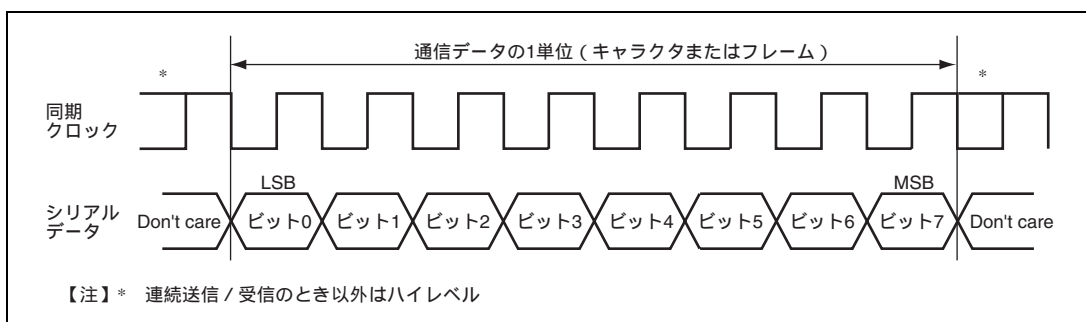 通信データの1単位（キャラクタまたはフレーム）
* *
同期
クロック
LSB MSB
シリアル
データ
Don't care ビット0 ビット1 ビット2 ビット3 ビット4 ビット5 ビット6 ビット7 Don't care
【注】* 連続送信 / 受信のとき以外はハイレベル